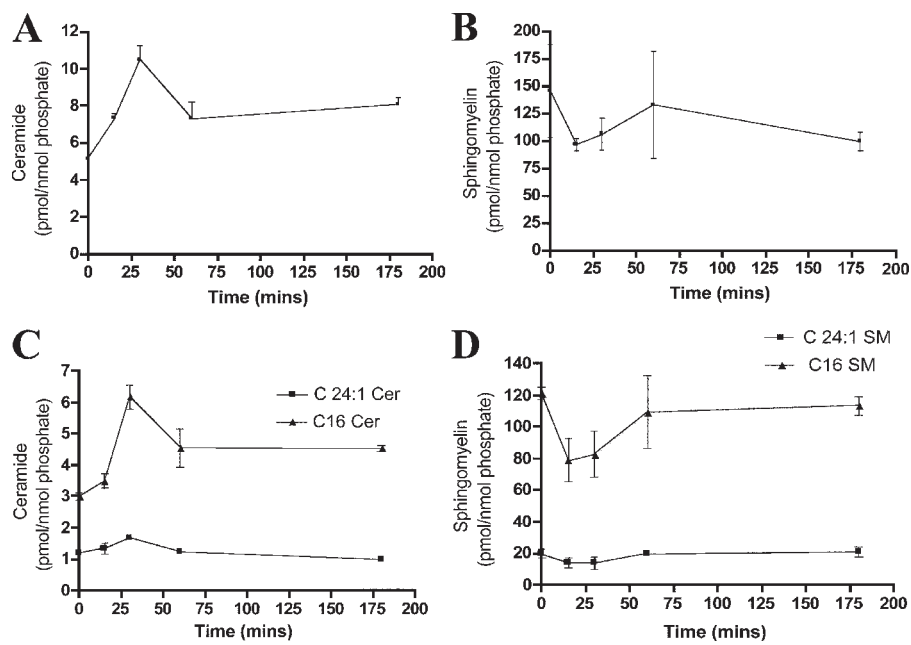 A
B
Ceramide
(pmol/nmol phosphate)
12
10
8
6
4
2
0
0 25 50 75 100 125 150 175 200
Time (mins)
Sphingomyelin
(pmol/nmol phosphate)
200
175
150
125
100
75
50
25
0
0 25 50 75 100 125 150 175 200
Time (mins)
C
D
Ceramide
(pmol/nmol phosphate)
7
6
5
4
3
2
1
0
C 24:1 Cer
C16 Cer
0 25 50 75 100 125 150 175 200
Time (mins)
C 24:1 SM
C16 SM
Sphingomyelin
(pmol/nmol phosphate)
140
120
100
80
60
40
20
0
0 25 50 75 100 125 150 175 200
Time (mins)